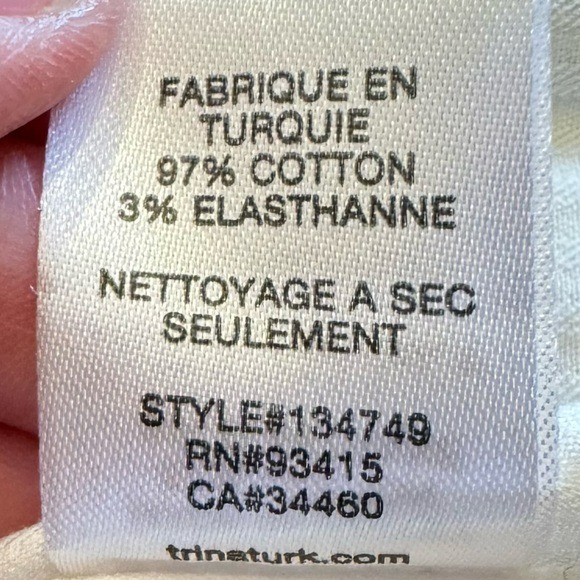 FABRIQUE EN
TURQUIE
97% COTTON
3% ELASTHANNE
NETTOYAGE A SEC
SEULEMENT
STYLE#134749
RN#93415
CA#34460
trinaturk.com